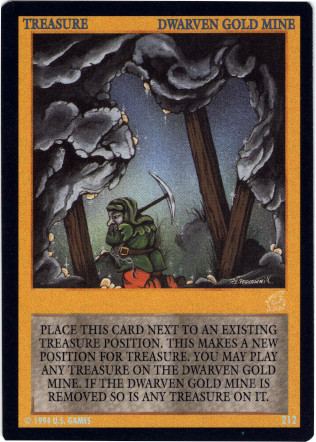 TREASURE DWARVEN GOLD MINE
PLACE THIS CARD NEXT TO AN EXISTING
TREASURE POSITION. THIS MAKES A NEW
POSITION FOR TREASURE. YOU MAY PLAY
ANY TREASURE ON THE DWARVEN GOLD
MINE. IF THE DWARVEN GOLD MINE IS
REMOVED SO IS ANY TREASURE ON IT.
© 1994 U.S. GAMES 212